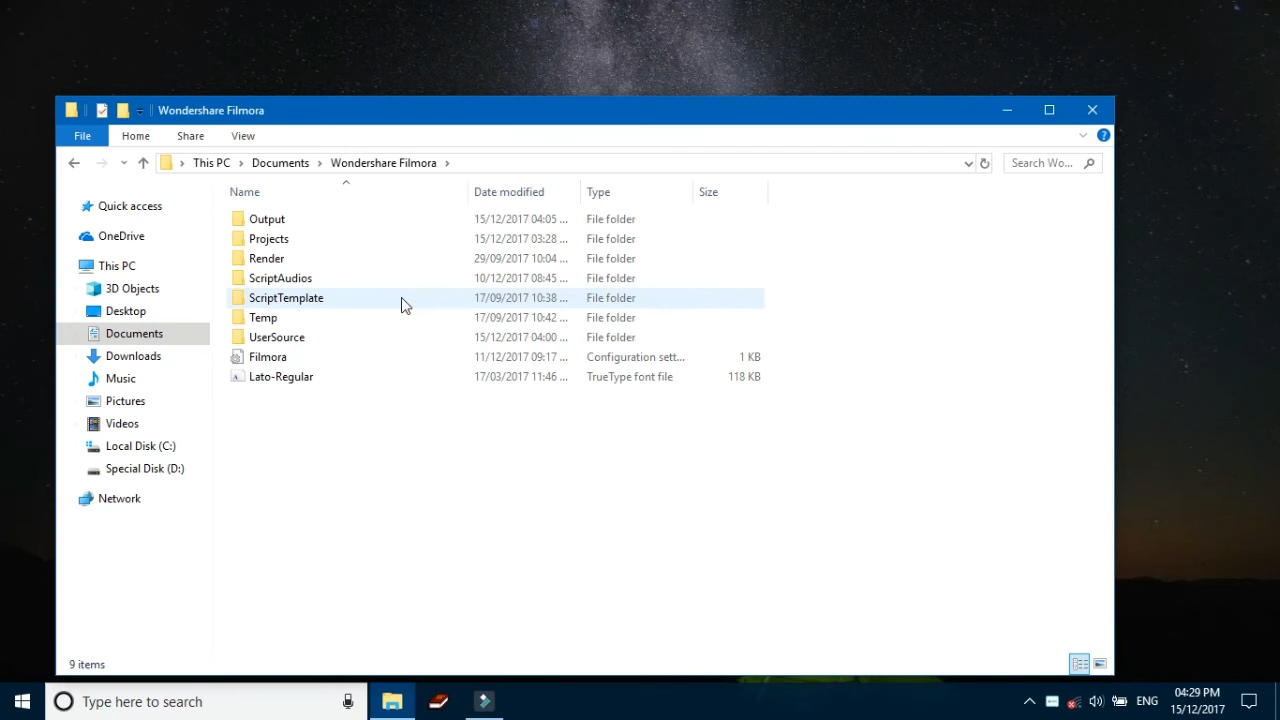 Wondershare Filmora
File Home Share View
This PC Documents Wondershare Filmora Search Wo...
Name Date modified Type Size
Quick access
OneDrive
This PC
3D Objects
Desktop
Documents
Downloads
Music
Pictures
Videos
Local Disk (C:)
Special Disk (D:)
Network
Output 15/12/2017 04:05 ... File folder
Projects 15/12/2017 03:28 ... File folder
Render 29/09/2017 10:04 ... File folder
ScriptAudios 10/12/2017 08:45 ... File folder
ScriptTemplate 17/09/2017 10:38 ... File folder
Temp 17/09/2017 10:42 ... File folder
UserSource 15/12/2017 04:00 ... File folder
Filmora 11/12/2017 09:17 ... Configuration sett... 1 KB
Lato-Regular 17/03/2017 11:46 ... TrueType font file 118 KB
9 items
Type here to search
ENG
04:29 PM
15/12/2017